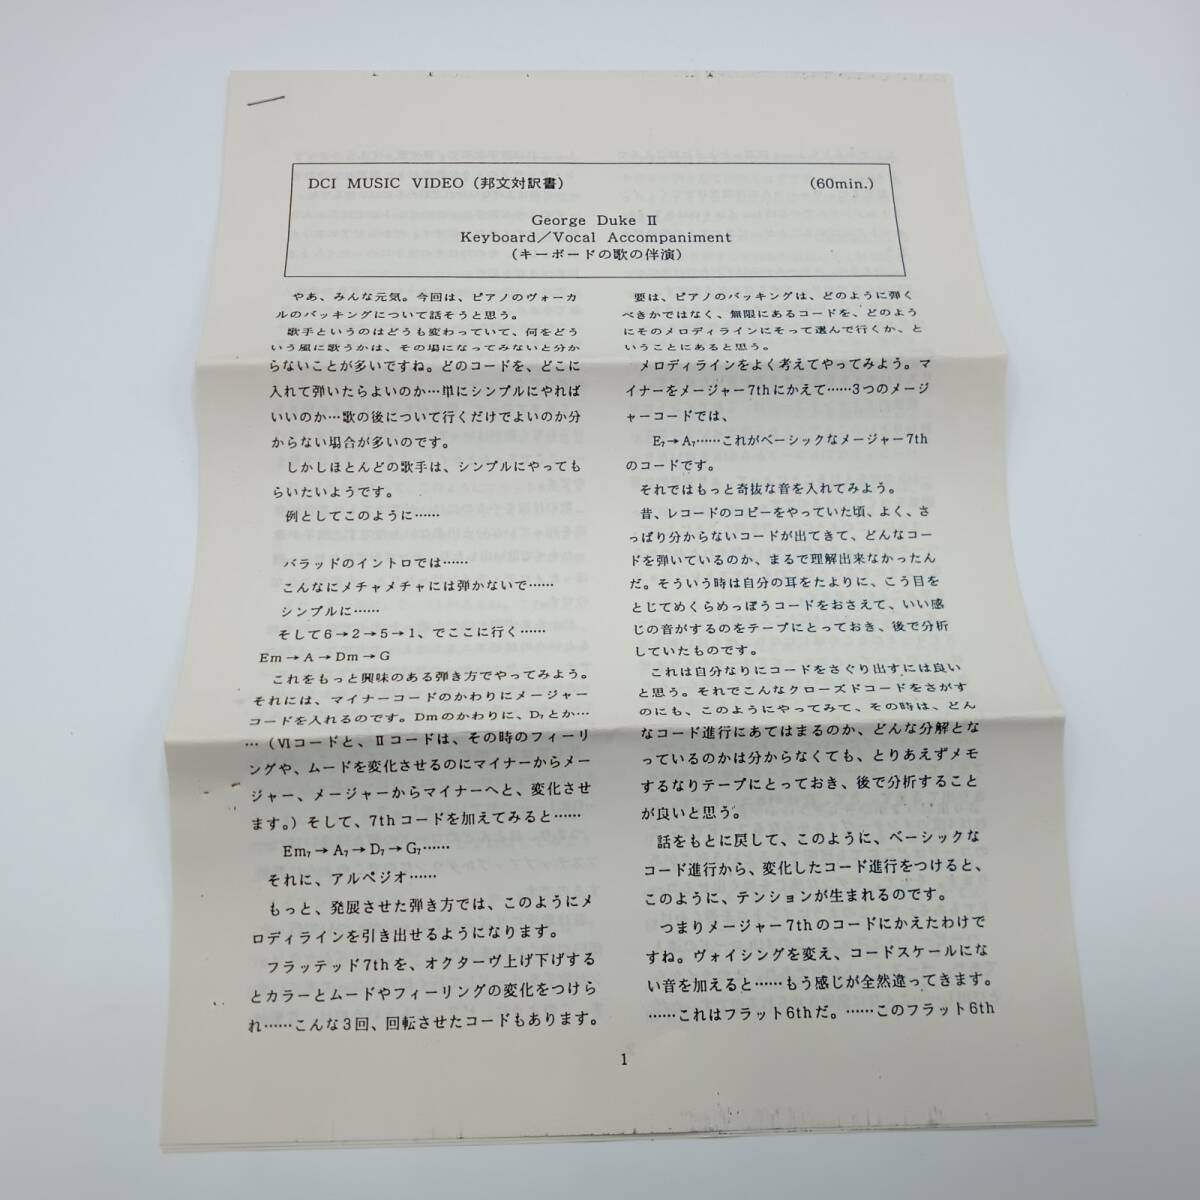 DCI MUSIC VIDEO (邦文対訳書) (60min.)
George Duke Ⅱ
Keyboard/Vocal Accompaniment
(キーボードの歌の伴演)
やあ、みんな元気。今回は、ピアノのヴォーカ
ルのバッキングについて話そうと思う。
歌手というのはどうも変わっていて、何をどう
いう風に歌うかは、その場になってみないと分か
らないことが多いですね。どのコードを、どこに
入れて弾いたらよいのか…単にシンプルにやれば
いいのか…歌の後について行くだけでよいのか分
からない場合が多いのです。
しかしほとんどの歌手は、シンプルにやっても
らいたいようです。
例としてこのように……
バラッドのイントロでは……
こんなにメチャメチャには弾かないで……
シンプルに……
そして6→2→5→1、でここに行く……
Em→A→Dm→G
これをもっと興味のある弾き方でやってみよう。
それには、マイナーコードのかわりにメージャー
コードを入れるのです。Dmのかわりに、D₇とか…
…(Ⅵコードと、Ⅱコードは、その時のフィーリ
ングや、ムードを変化させるのにマイナーからメー
ジャー、メージャーからマイナーへと、変化させ
ます。)そして、7thコードを加えてみると……
Em₇→A₇→D₇→G₇……
それに、アルペジオ……
もっと、発展させた弾き方では、このようにメ
ロディラインを引き出せるようになります。
フラッテッド7thを、オクターヴ上げ下げする
とカラーとムードやフィーリングの変化をつけら
れ……こんな3回、回転させたコードもあります。
要は、ピアノのバッキングは、どのように弾く
べきかではなく、無限にあるコードを、どのよう
にそのメロディラインにそって選んで行くか、と
いうことにあると思う。
メロディラインをよく考えてやってみよう。マ
イナーをメージャー7thにかえて……3つのメージ
ャーコードでは、
E₇→A₇……これがベーシックなメージャー7th
のコードです。
それではもっと奇抜な音を入れてみよう。
昔、レコードのコピーをやっていた頃、よく、さ
っぱり分からないコードが出てきて、どんなコー
ドを弾いているのか、まるで理解出来なかったん
だ。そういう時は自分の耳をたよりに、こう目を
とじてめくらめっぽうコードをおさえて、いい感
じの音がするのをテープにとっておき、後で分析
していたものです。
これは自分なりにコードをさぐり出すには良い
と思う。それでこんなクローズドコードをさがす
のにも、このようにやってみて、その時は、どん
なコード進行にあてはまるのか、どんな分解とな
っているのかは分からなくても、とりあえずメモ
するなりテープにとっておき、後で分析すること
が良いと思う。
話をもとに戻して、このように、ベーシックな
コード進行から、変化したコード進行をつけると、
このように、テンションが生まれるのです。
つまりメージャー7thのコードにかえたわけで
すね。ヴォイシングを変え、コードスケールにな
い音を加えると……もう感じが全然違ってきます。
……これはフラット6thだ。……このフラット6th
1